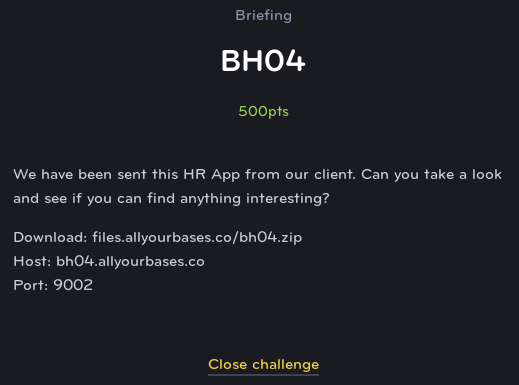 Briefing
BH04
500pts
We have been sent this HR App from our client. Can you take a look
and see if you can find anything interesting?
Download: files.allyourbases.co/bh04.zip
Host: bh04.allyourbases.co
Port: 9002
Close challenge